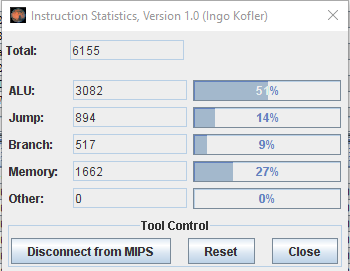 Instruction Statistics, Version 1.0 (Ingo Kofler)
Total: 6155
ALU: 3082 51%
Jump: 894 14%
Branch: 517 9%
Memory: 1662 27%
Other: 0 0%
Tool Control
Disconnect from MIPS Reset Close